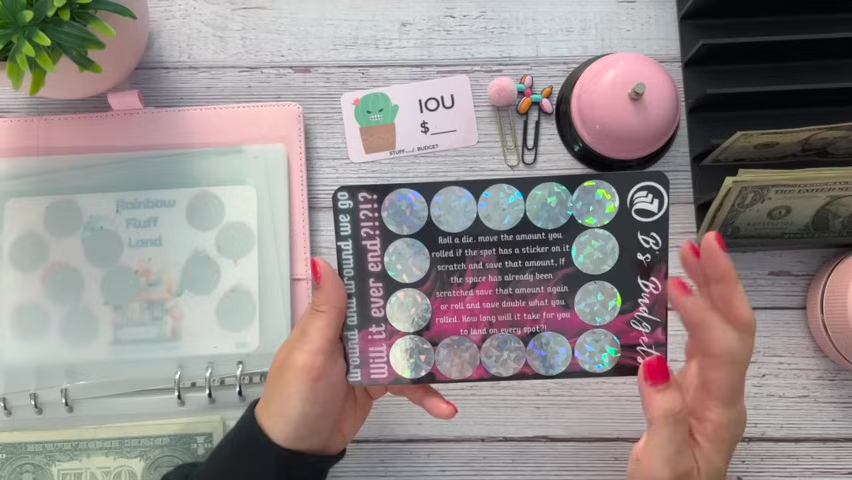 Rainbow
Fluff
Land
IOU
$__
BUDGET
around and around we go
Will it ever end?!?!?
Roll a die. move the amount you
rolled if the spot has a sticker on it
scratch and save that amount, If
the space has already been
scratched save that amount again
or roll and save double what you
rolled. How long will it take for you
to land on every spot?!
B's Budgets
ONE